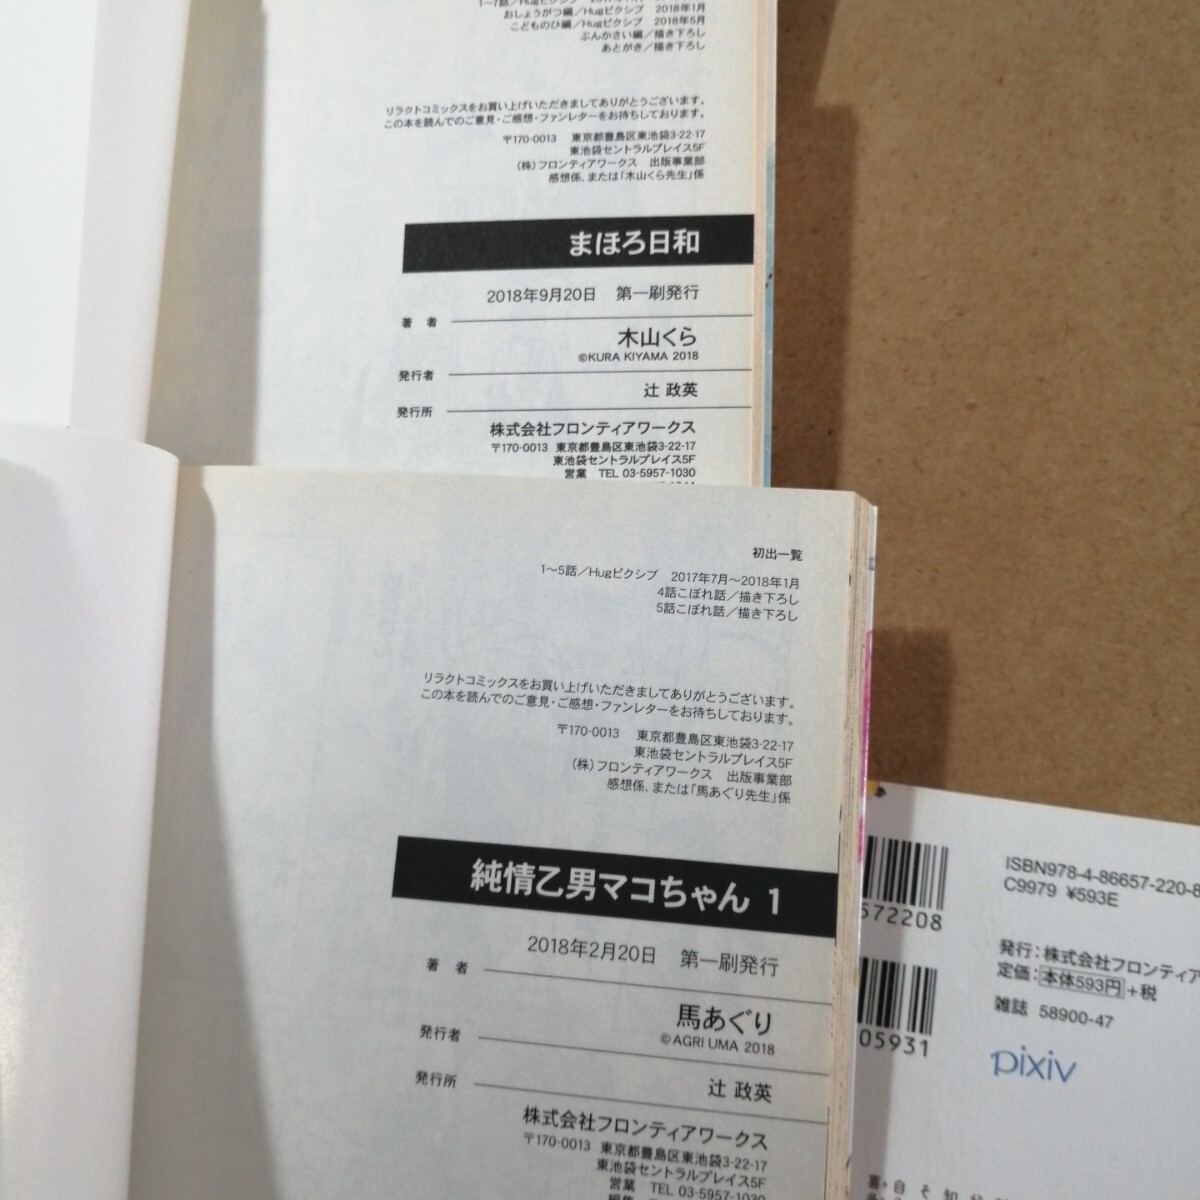 おしょうがつ編／Hugピクシブ 2018年1月
こどものひ編／Hugピクシブ 2018年5月
ぶんかさい編／描き下ろし
あとがき／描き下ろし
リラクトコミックスをお買い上げいただきましてありがとうございます。
この本を読んでのご意見・ご感想・ファンレターをお待ちしております。
〒170-0013 東京都豊島区東池袋3-22-17
東池袋セントラルプレイス5F
(株)フロンティアワークス 出版事業部
感想係、または「木山くら先生」係
まほろ日和
2018年9月20日 第一刷発行
著 者
木山くら
©KURA KIYAMA 2018
発行者
辻 政英
発行所
株式会社フロンティアワークス
〒170-0013 東京都豊島区東池袋3-22-17
東池袋セントラルプレイス5F
営業 TEL 03-5957-1030
初出一覧
1〜5話／Hugピクシブ 2017年7月〜2018年1月
4話こぼれ話／描き下ろし
5話こぼれ話／描き下ろし
リラクトコミックスをお買い上げいただきましてありがとうございます。
この本を読んでのご意見・ご感想・ファンレターをお待ちしております。
〒170-0013 東京都豊島区東池袋3-22-17
東池袋セントラルプレイス5F
(株)フロンティアワークス 出版事業部
感想係、または「馬あぐり先生」係
純情乙男マコちゃん 1
2018年2月20日 第一刷発行
著 者
馬あぐり
©AGRI UMA 2018
発行者
辻 政英
発行所
株式会社フロンティアワークス
〒170-0013 東京都豊島区東池袋3-22-17
東池袋セントラルプレイス5F
営業 TEL 03-5957-1030
572208
05931
ISBN978-4-86657-220-8
C9979 ¥593E
発行：株式会社フロンティア
定価：本体593円+税
雑誌 58900-47
pixiv